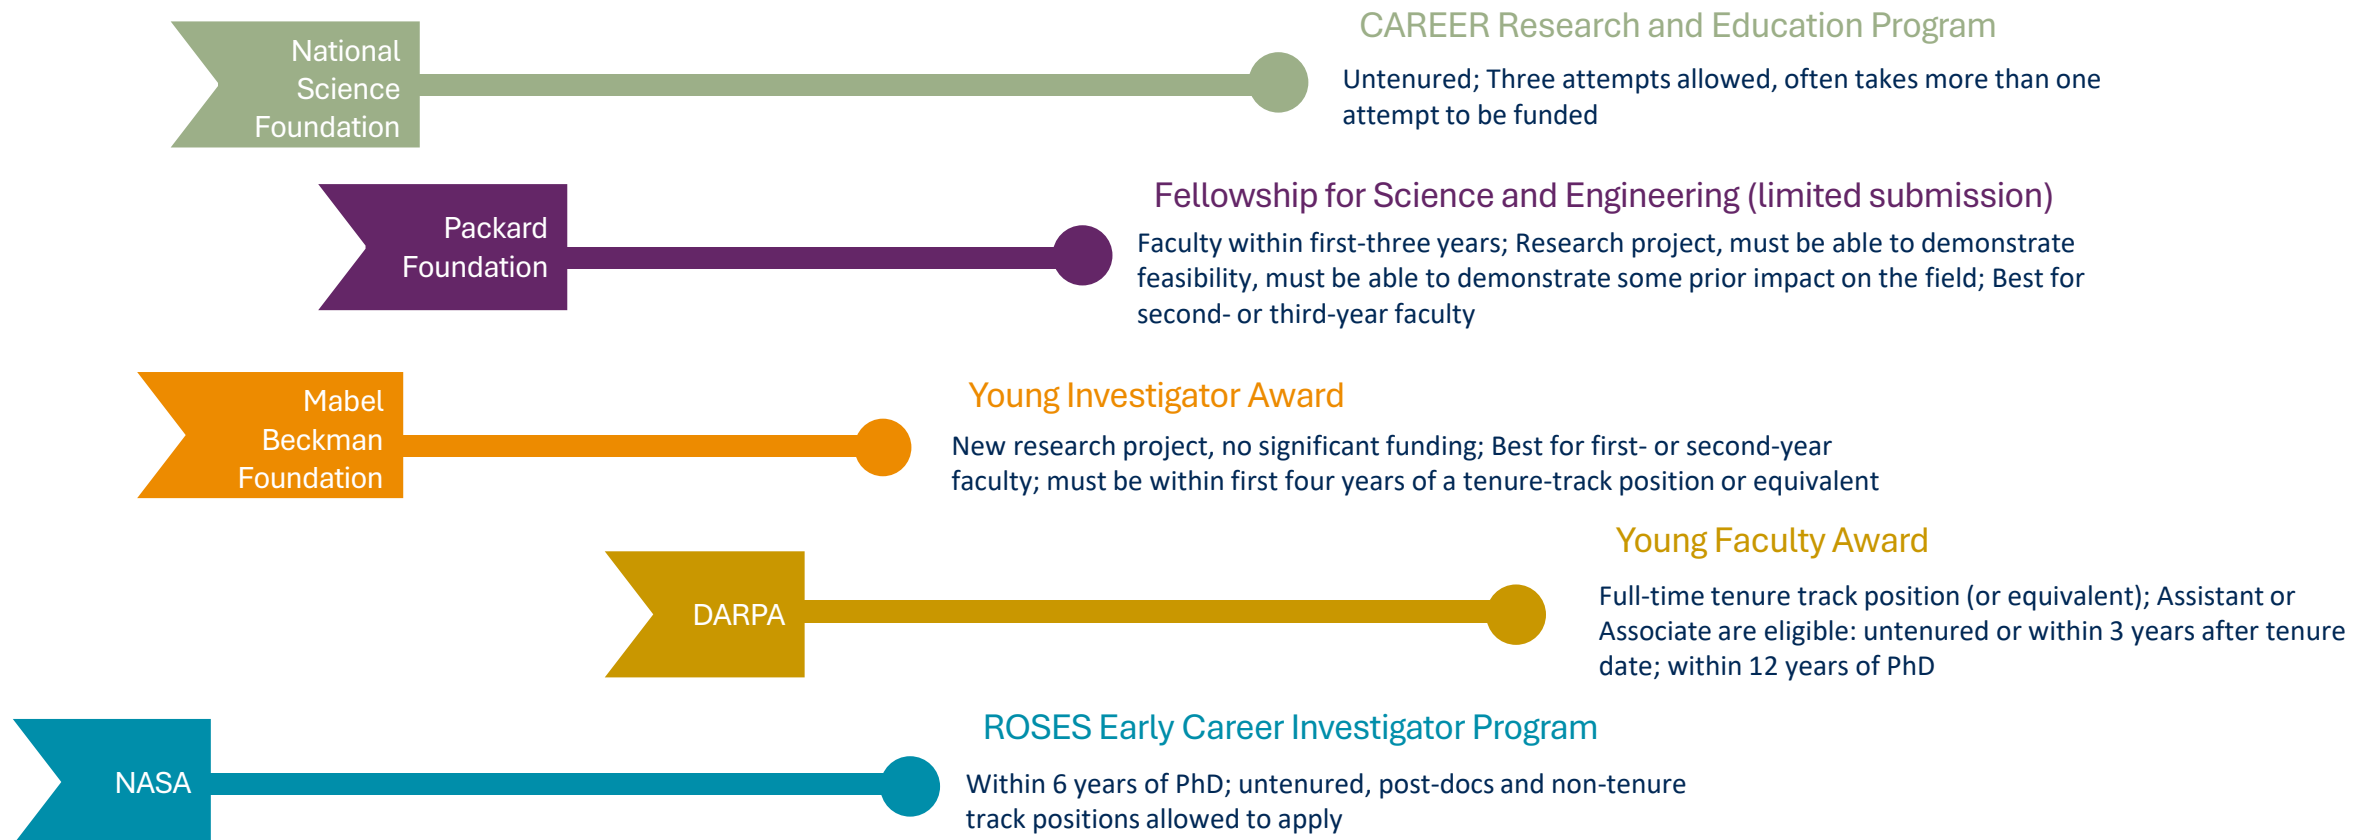 National
Science
Foundation
CAREER Research and Education Program
Untenured; Three attempts allowed, often takes more than one
attempt to be funded
Packard
Foundation
Fellowship for Science and Engineering (limited submission)
Faculty within first-three years; Research project, must be able to demonstrate
feasibility, must be able to demonstrate some prior impact on the field; Best for
second- or third-year faculty
Mabel
Beckman
Foundation
Young Investigator Award
New research project, no significant funding; Best for first- or second-year
faculty; must be within first four years of a tenure-track position or equivalent
DARPA
Young Faculty Award
Full-time tenure track position (or equivalent); Assistant or
Associate are eligible: untenured or within 3 years after tenure
date; within 12 years of PhD
NASA
ROSES Early Career Investigator Program
Within 6 years of PhD; untenured, post-docs and non-tenure
track positions allowed to apply